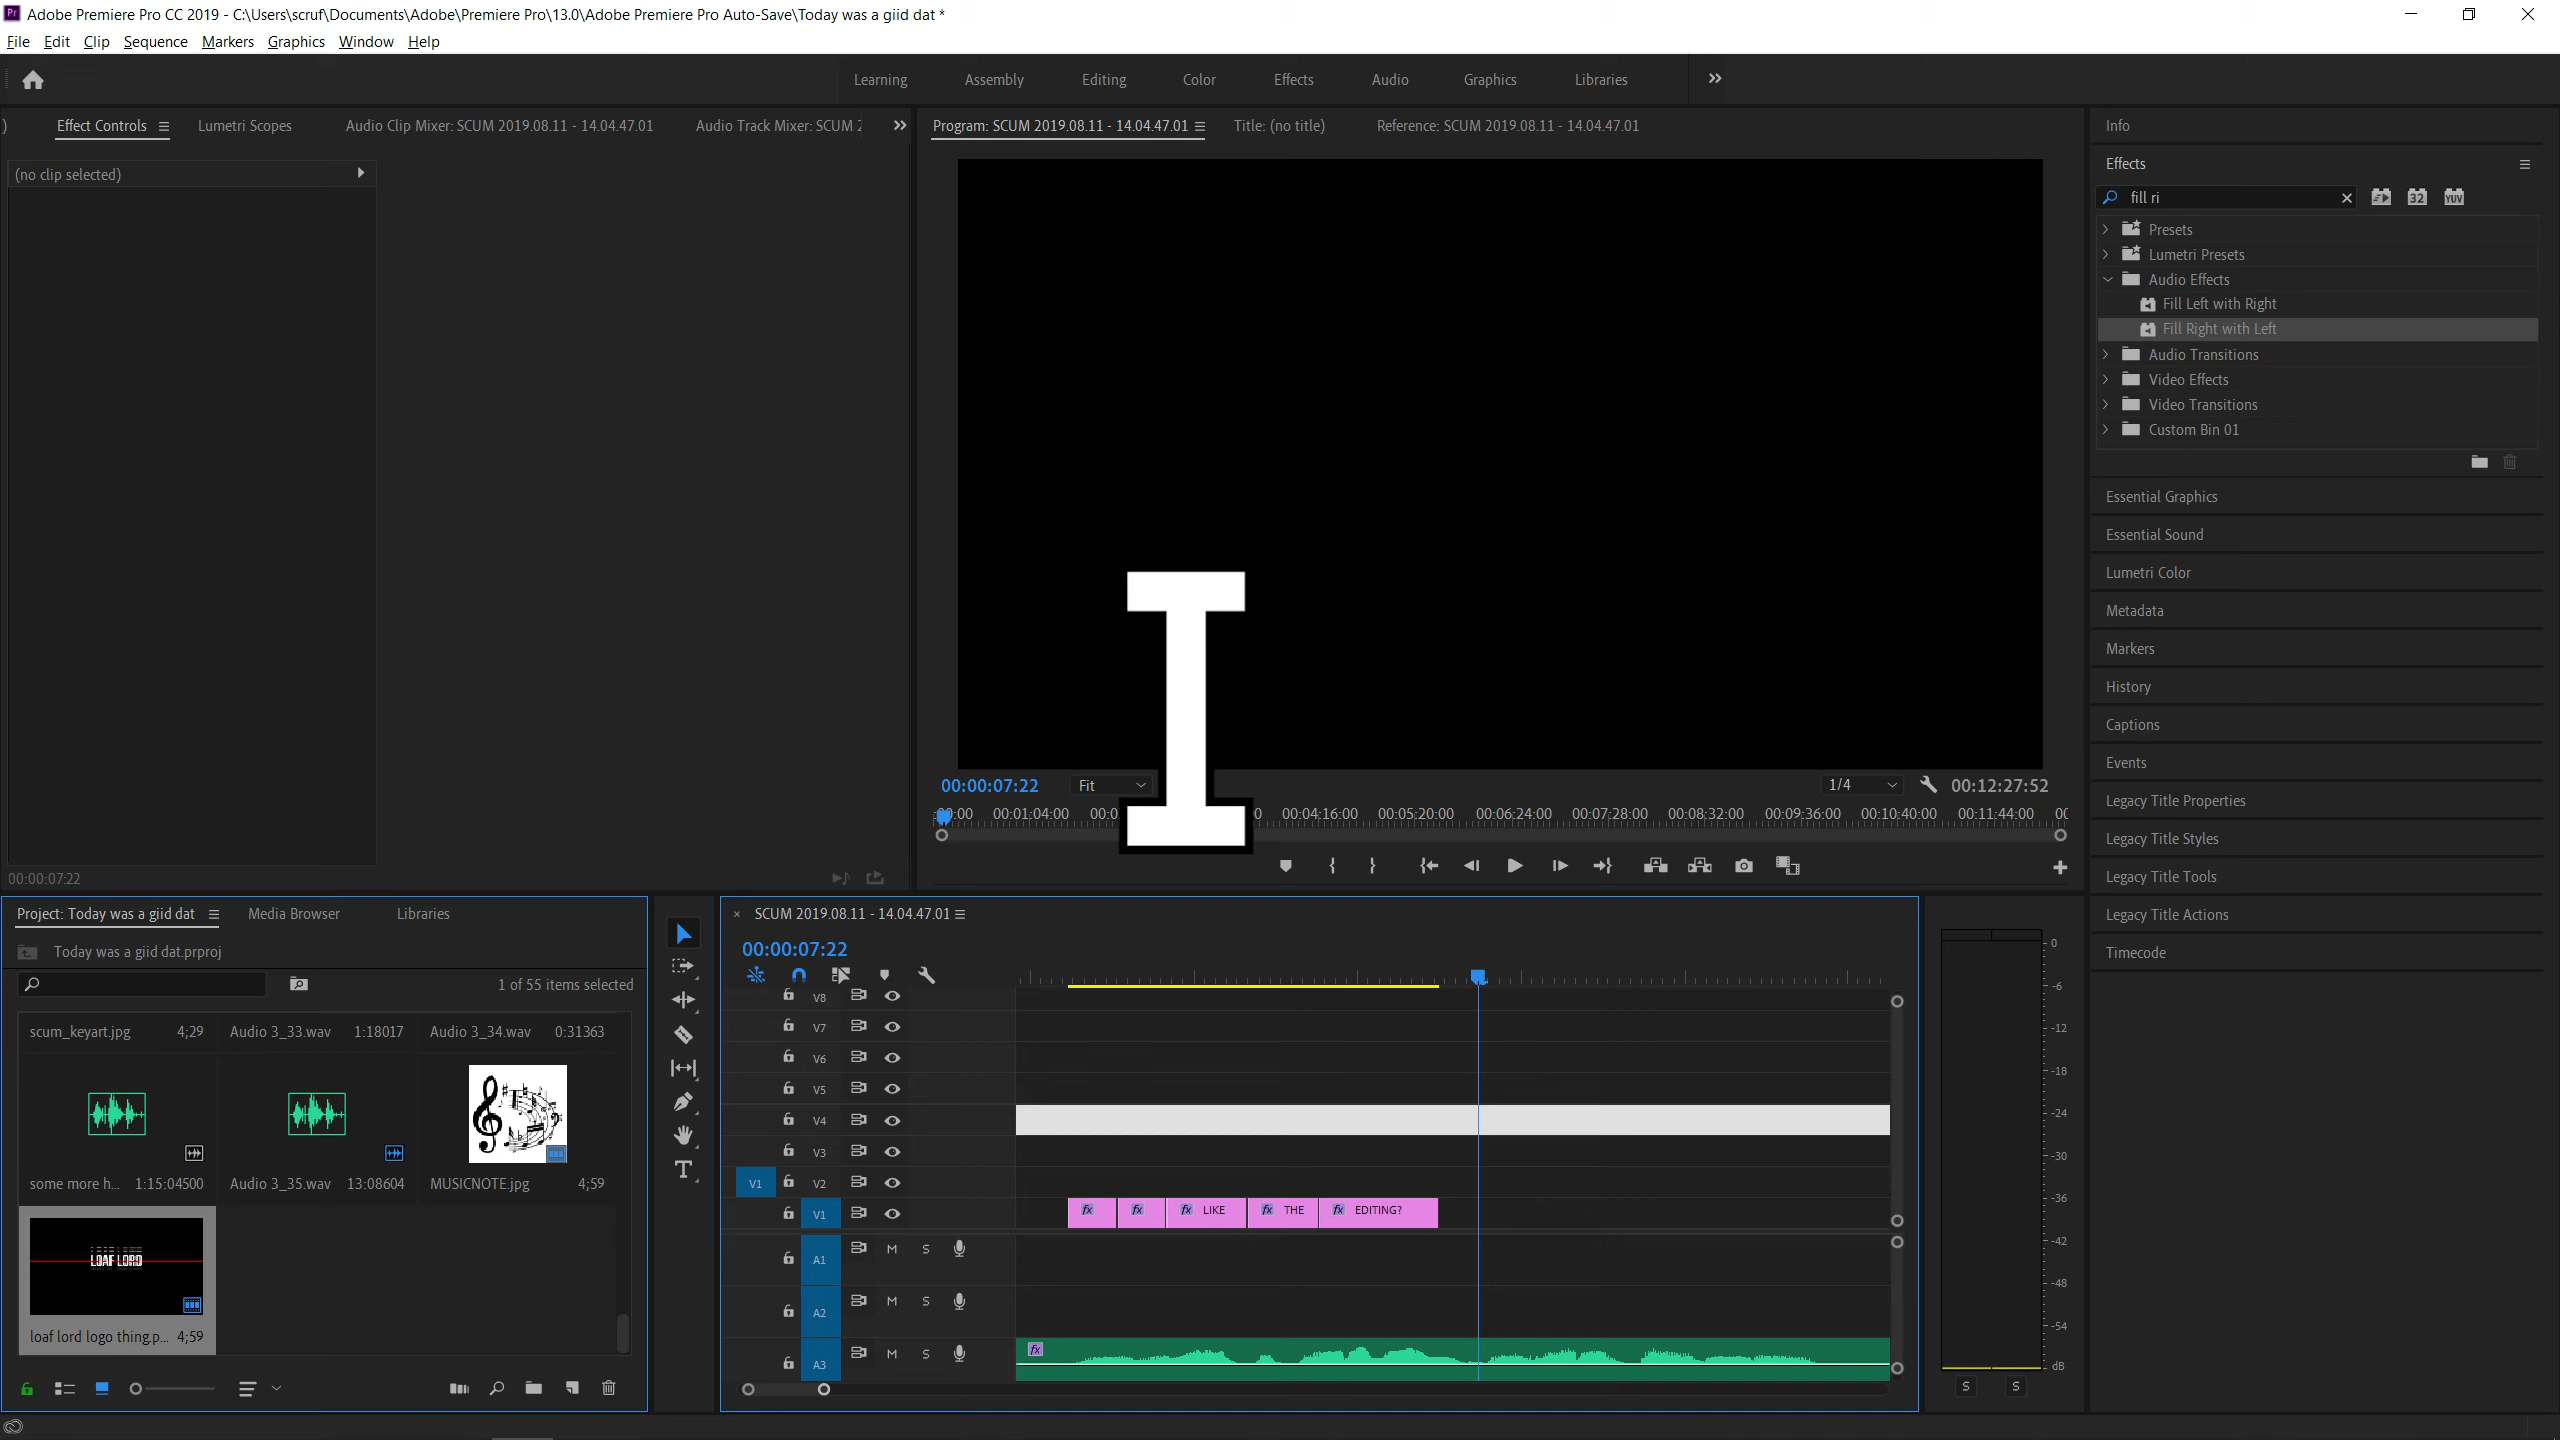 Adobe Premiere Pro CC 2019 - C:\Users\scruf\Documents\Adobe\Premiere Pro\13.0\Adobe Premiere Pro Auto-Save\Today was a giid dat *
File Edit Clip Sequence Markers Graphics Window Help
Learning Assembly Editing Color Effects Audio Graphics Libraries
Effect Controls Lumetri Scopes Audio Clip Mixer: SCUM 2019.08.11 - 14.04.47.01 Audio Track Mixer: SCUM 2
(no clip selected)
00:00:07:22
Program: SCUM 2019.08.11 - 14.04.47.01 Title: (no title) Reference: SCUM 2019.08.11 - 14.04.47.01
I
00:00:07:22 Fit 1/4 00:12:27:52
:00:00 00:01:04:00 00:04:16:00 00:05:20:00 00:06:24:00 00:07:28:00 00:08:32:00 00:09:36:00 00:10:40:00 00:11:44:00
Info
Effects
fill ri
32 YUV
Presets
Lumetri Presets
Audio Effects
Fill Left with Right
Fill Right with Left
Audio Transitions
Video Effects
Video Transitions
Custom Bin 01
Essential Graphics
Essential Sound
Lumetri Color
Metadata
Markers
History
Captions
Events
Legacy Title Properties
Legacy Title Styles
Legacy Title Tools
Legacy Title Actions
Timecode
Project: Today was a giid dat Media Browser Libraries
Today was a giid dat.prproj
1 of 55 items selected
scum_keyart.jpg 4;29 Audio 3_33.wav 1:18017 Audio 3_34.wav 0:31363
some more h... 1:15:04500 Audio 3_35.wav 13:08604 MUSICNOTE.jpg 4;59
LOAF LORD
loaf lord logo thing.p... 4;59
SCUM 2019.08.11 - 14.04.47.01
00:00:07:22
V8
V7
V6
V5
V4
V3
V1 V2
V1 fx fx fx LIKE fx THE fx EDITING?
A1 M S
A2 M S
A3 M S fx
0
-6
-12
-18
-24
-30
-36
-42
-48
-54
dB
S S